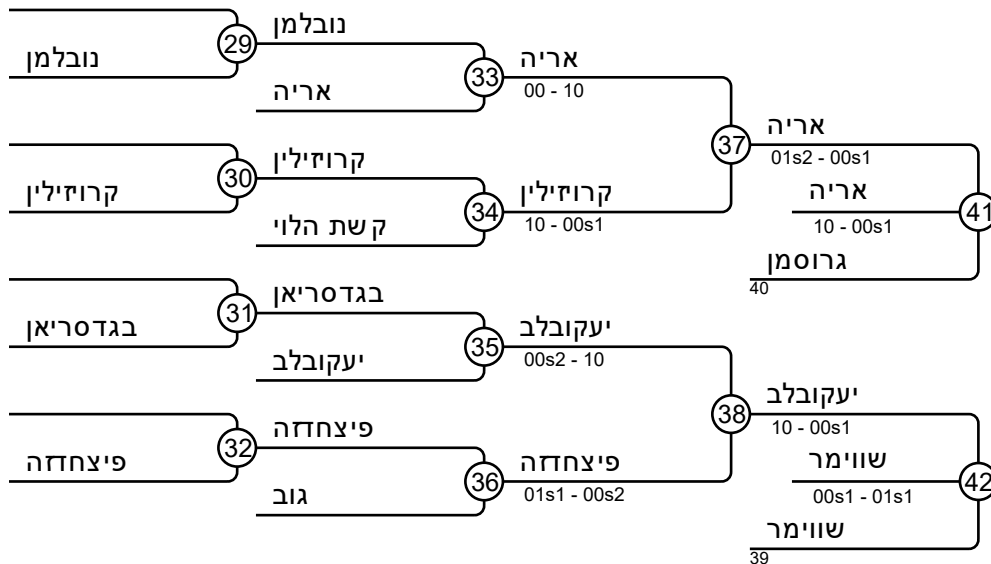 נובלמן
29
נובלמן
אריה
33
אריה
00 - 10
קרויזילין
30
קרויזילין
קשת הלוי
34
קרויזילין
10 - 00s1
37
אריה
01s2 - 00s1
אריה
10 - 00s1
41
גרוסמן
40
בגדסריאן
31
בגדסריאן
יעקובלב
35
יעקובלב
00s2 - 10
פיצחדזה
32
פיצחדזה
גוב
36
פיצחדזה
01s1 - 00s2
38
יעקובלב
10 - 00s1
שווימר
00s1 - 01s1
42
שווימר
39